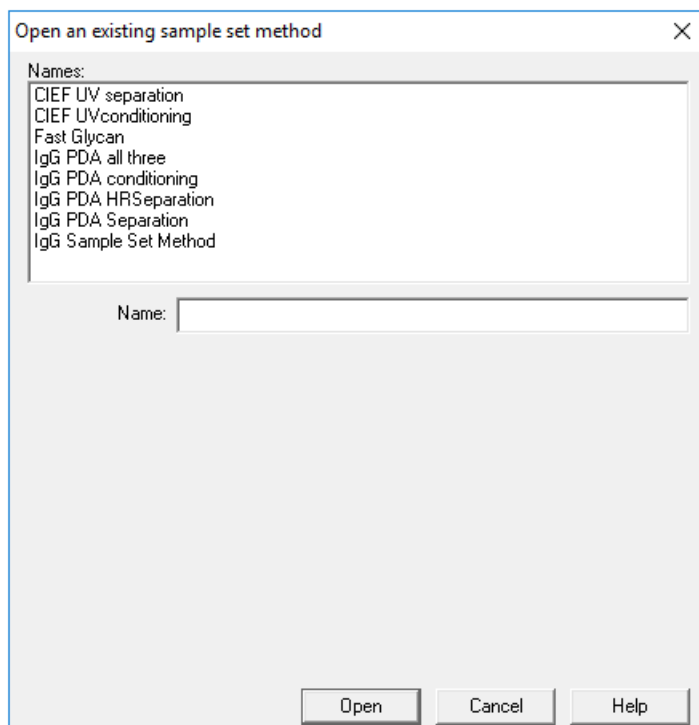 Open an existing sample set method
Names:
CIEF UV separation
CIEF UVconditioning
Fast Glycan
IgG PDA all three
IgG PDA conditioning
IgG PDA HRSeparation
IgG PDA Separation
IgG Sample Set Method
Name:
Open Cancel Help